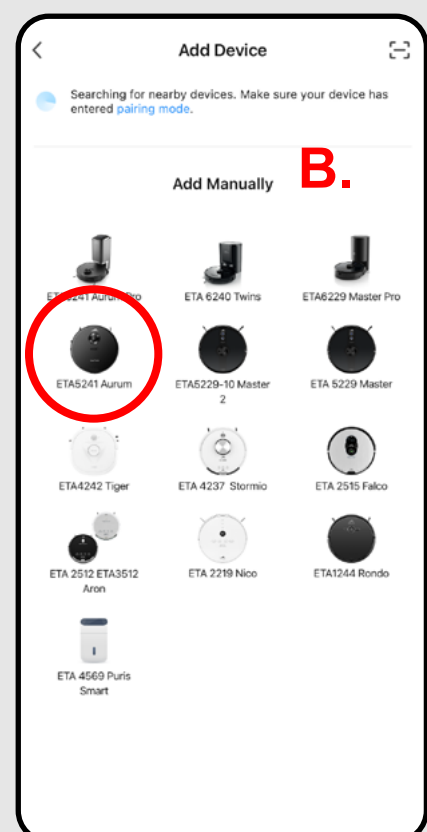 Add Device
Searching for nearby devices. Make sure your device has
entered pairing mode.
B.
Add Manually
Aurum Pro
ETA 6240 Twins
ETA6229 Master Pro
ETA5241 Aurum
ETA5229-10 Master
2
ETA 5229 Master
ETA4242 Tiger
ETA 4237 Stormio
ETA 2515 Falco
ETA 2512 ETA3512
Aron
ETA 2219 Nico
ETA1244 Rondo
ETA 4569 Puris
Smart